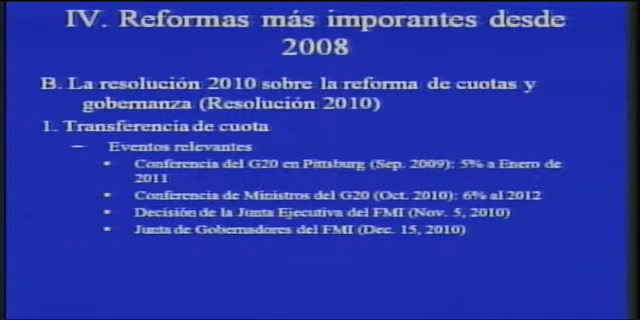 IV. Reformas más imporantes desde
2008
B. La resolución 2010 sobre la reforma de cuotas y
gobernanza (Resolución 2010)
1. Transferencia de cuota
– Eventos relevantes
• Conferencia del G20 en Pittsburg (Sep. 2009): 5% a Enero de
2011
• Conferencia de Ministros del G20 (Oct. 2010): 6% al 2012
• Decisión de la Junta Ejecutiva del FMI (Nov. 5, 2010)
• Junta de Gobernadores del FMI (Dec. 15, 2010)